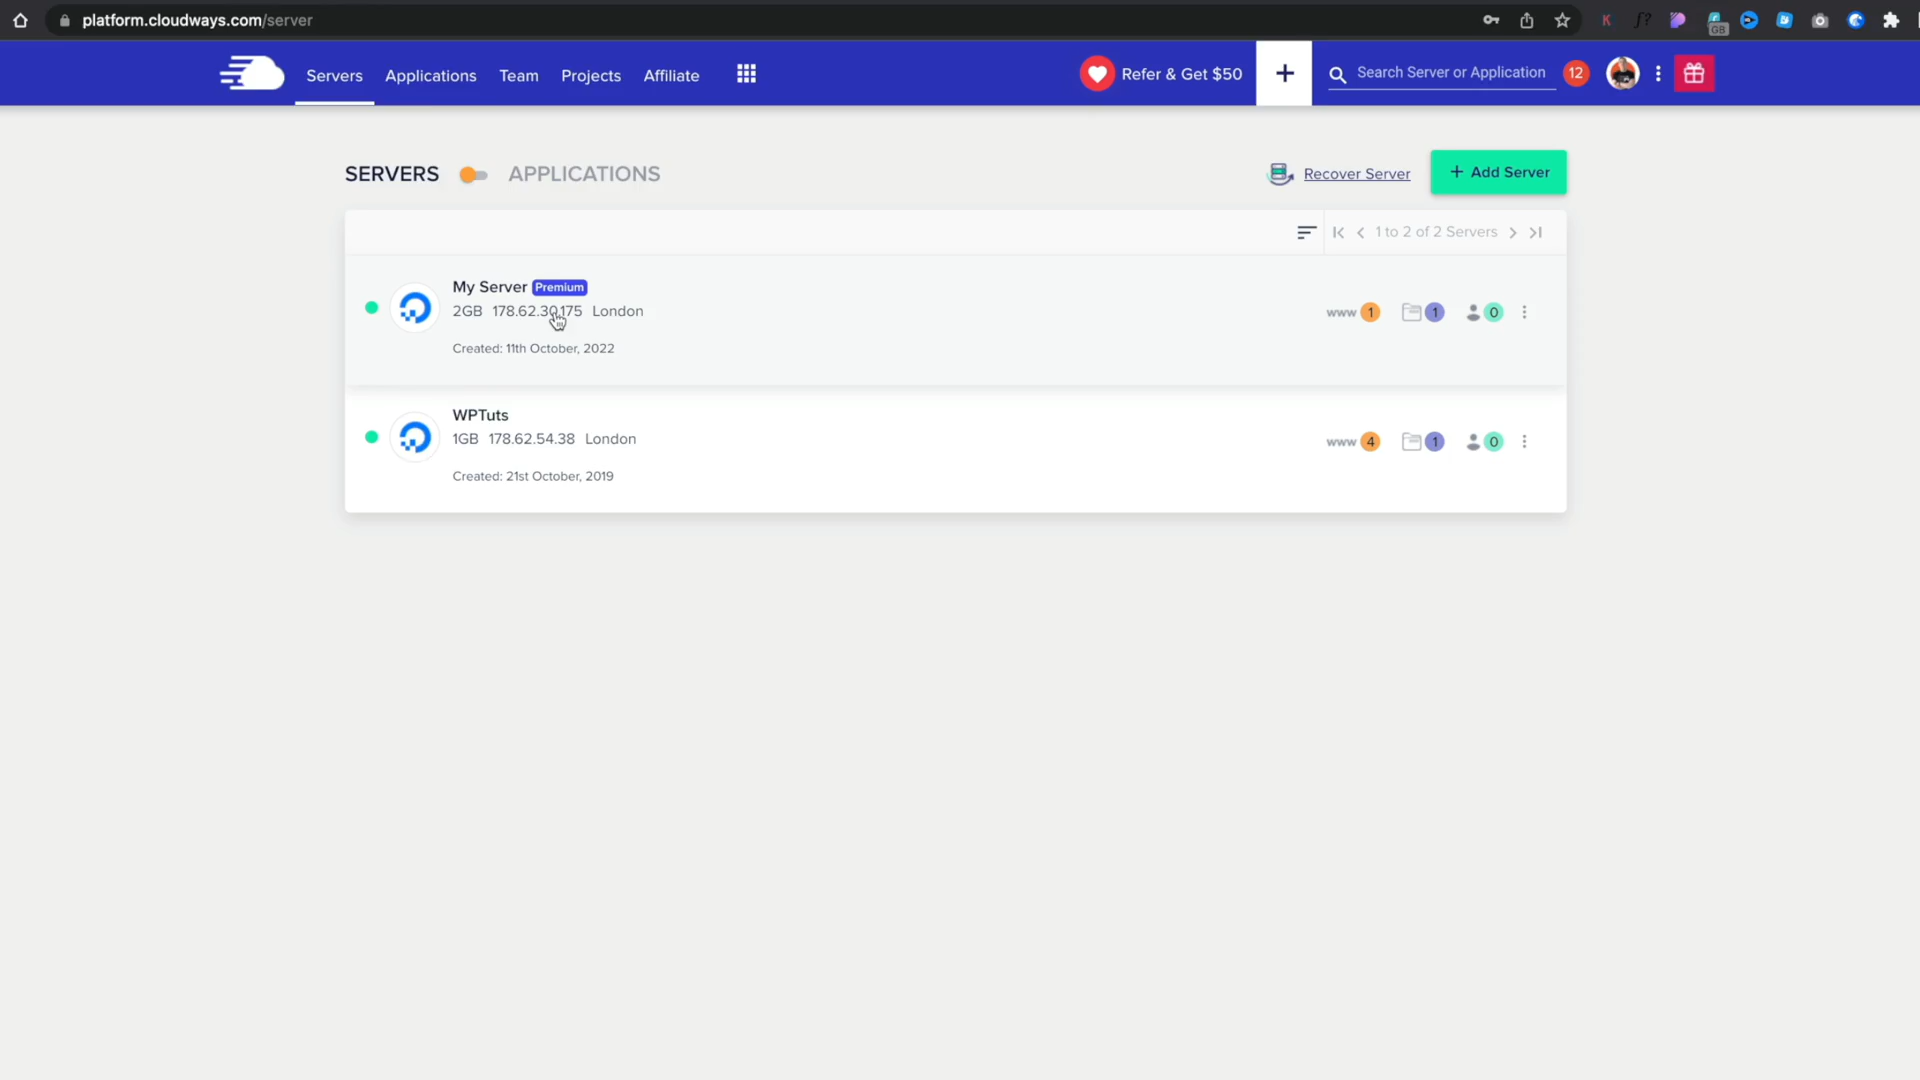 platform.cloudways.com/server
GB
Servers Applications Team Projects Affiliate
Refer & Get $50
+
Search Server or Application
12
SERVERS APPLICATIONS
Recover Server
+ Add Server
1 to 2 of 2 Servers
My Server Premium
2GB 178.62.30.175 London
Created: 11th October, 2022
www 1 1 0
WPTuts
1GB 178.62.54.38 London
Created: 21st October, 2019
www 4 1 0